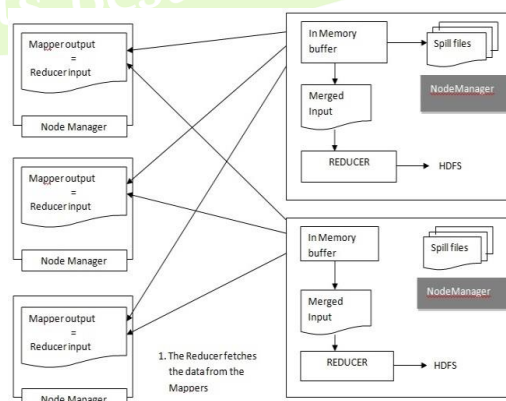 Mapper output
=
Reducer input
Node Manager
Mapper output
=
Reducer input
Node Manager
Mapper output
=
Reducer input
Node Manager
1. The Reducer fetches
the data from the
Mappers
In Memory
buffer
Spill files
NodeManager
Merged
Input
REDUCER
HDFS
In Memory
buffer
Spill files
NodeManager
Merged
Input
REDUCER
HDFS